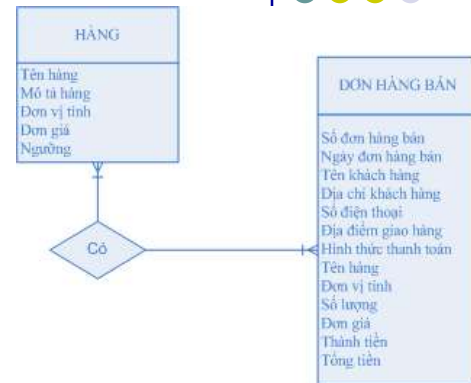 HÀNG
Tên hàng
Mô tả hàng
Đơn vị tính
Đơn giá
Ngưỡng
Có
ĐƠN HÀNG BÁN
Số đơn hàng bán
Ngày đơn hàng bán
Tên khách hàng
Địa chỉ khách hàng
Số điện thoại
Địa điểm giao hàng
Hình thức thanh toán
Tên hàng
Đơn vị tính
Số lượng
Đơn giá
Thành tiền
Tổng tiền